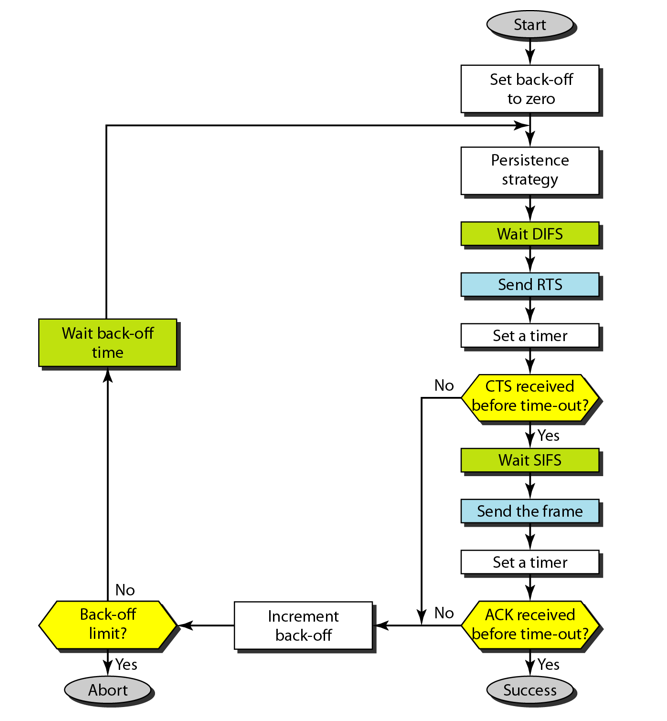 Start
Set back-off
to zero
Persistence
strategy
Wait DIFS
Send RTS
Wait back-off
time
Set a timer
No
CTS received
before time-out?
Yes
Wait SIFS
Send the frame
Set a timer
No
Back-off
limit?
Increment
back-off
No
ACK received
before time-out?
Yes
Yes
Abort
Success